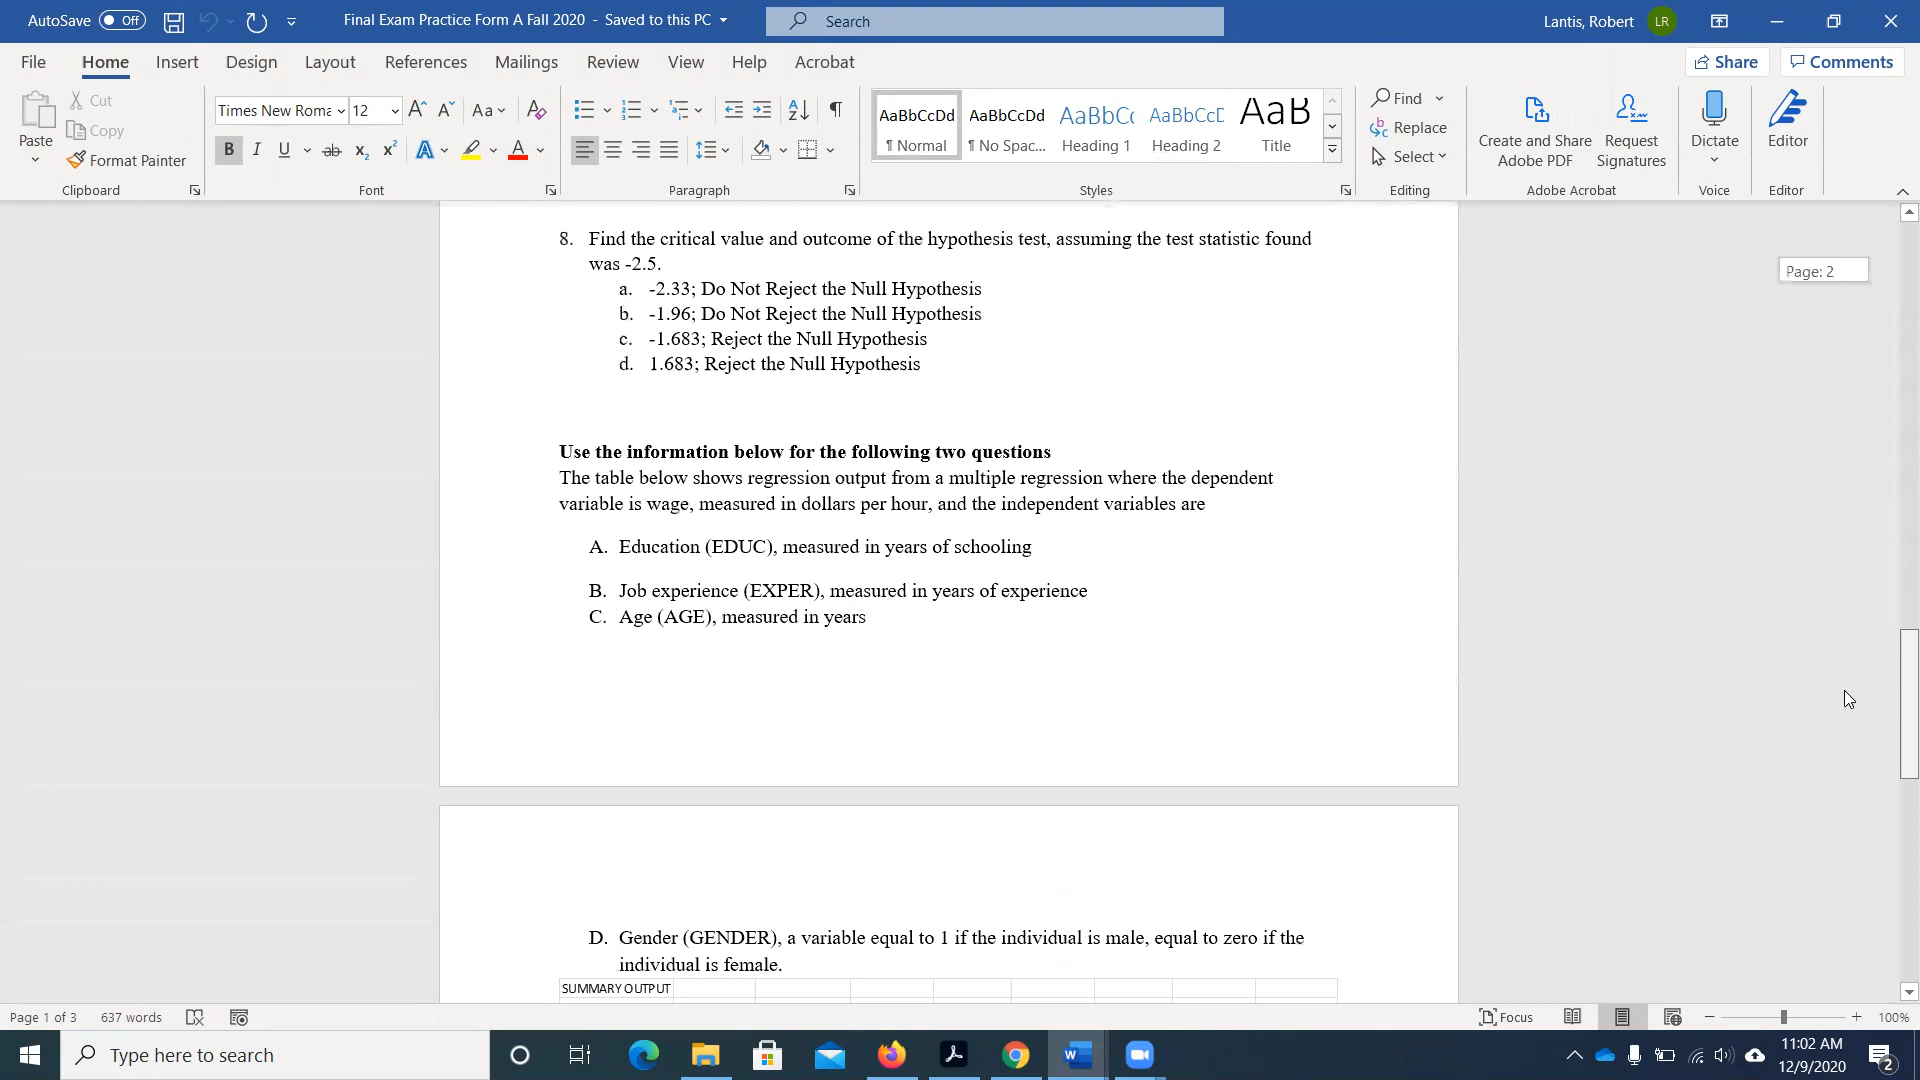 AutoSave Off Final Exam Practice Form A Fall 2020 - Saved to this PC Search Lantis, Robert LR
File Home Insert Design Layout References Mailings Review View Help Acrobat Share Comments
Paste Cut Copy Format Painter Clipboard
Times New Roma 12 Aa Font
Paragraph
AaBbCcDd ¶ Normal AaBbCcDd ¶ No Spac... AaBbCc Heading 1 AaBbCcD Heading 2 AaB Title Styles
Find Replace Select Editing
Create and Share Adobe PDF Request Signatures Adobe Acrobat
Dictate Voice Editor Editor
Page: 2
8. Find the critical value and outcome of the hypothesis test, assuming the test statistic found
was -2.5.
a. -2.33; Do Not Reject the Null Hypothesis
b. -1.96; Do Not Reject the Null Hypothesis
c. -1.683; Reject the Null Hypothesis
d. 1.683; Reject the Null Hypothesis
Use the information below for the following two questions
The table below shows regression output from a multiple regression where the dependent
variable is wage, measured in dollars per hour, and the independent variables are
A. Education (EDUC), measured in years of schooling
B. Job experience (EXPER), measured in years of experience
C. Age (AGE), measured in years
D. Gender (GENDER), a variable equal to 1 if the individual is male, equal to zero if the
individual is female.
SUMMARY OUTPUT
Page 1 of 3 637 words Focus 100%
Type here to search
11:02 AM
12/9/2020
2